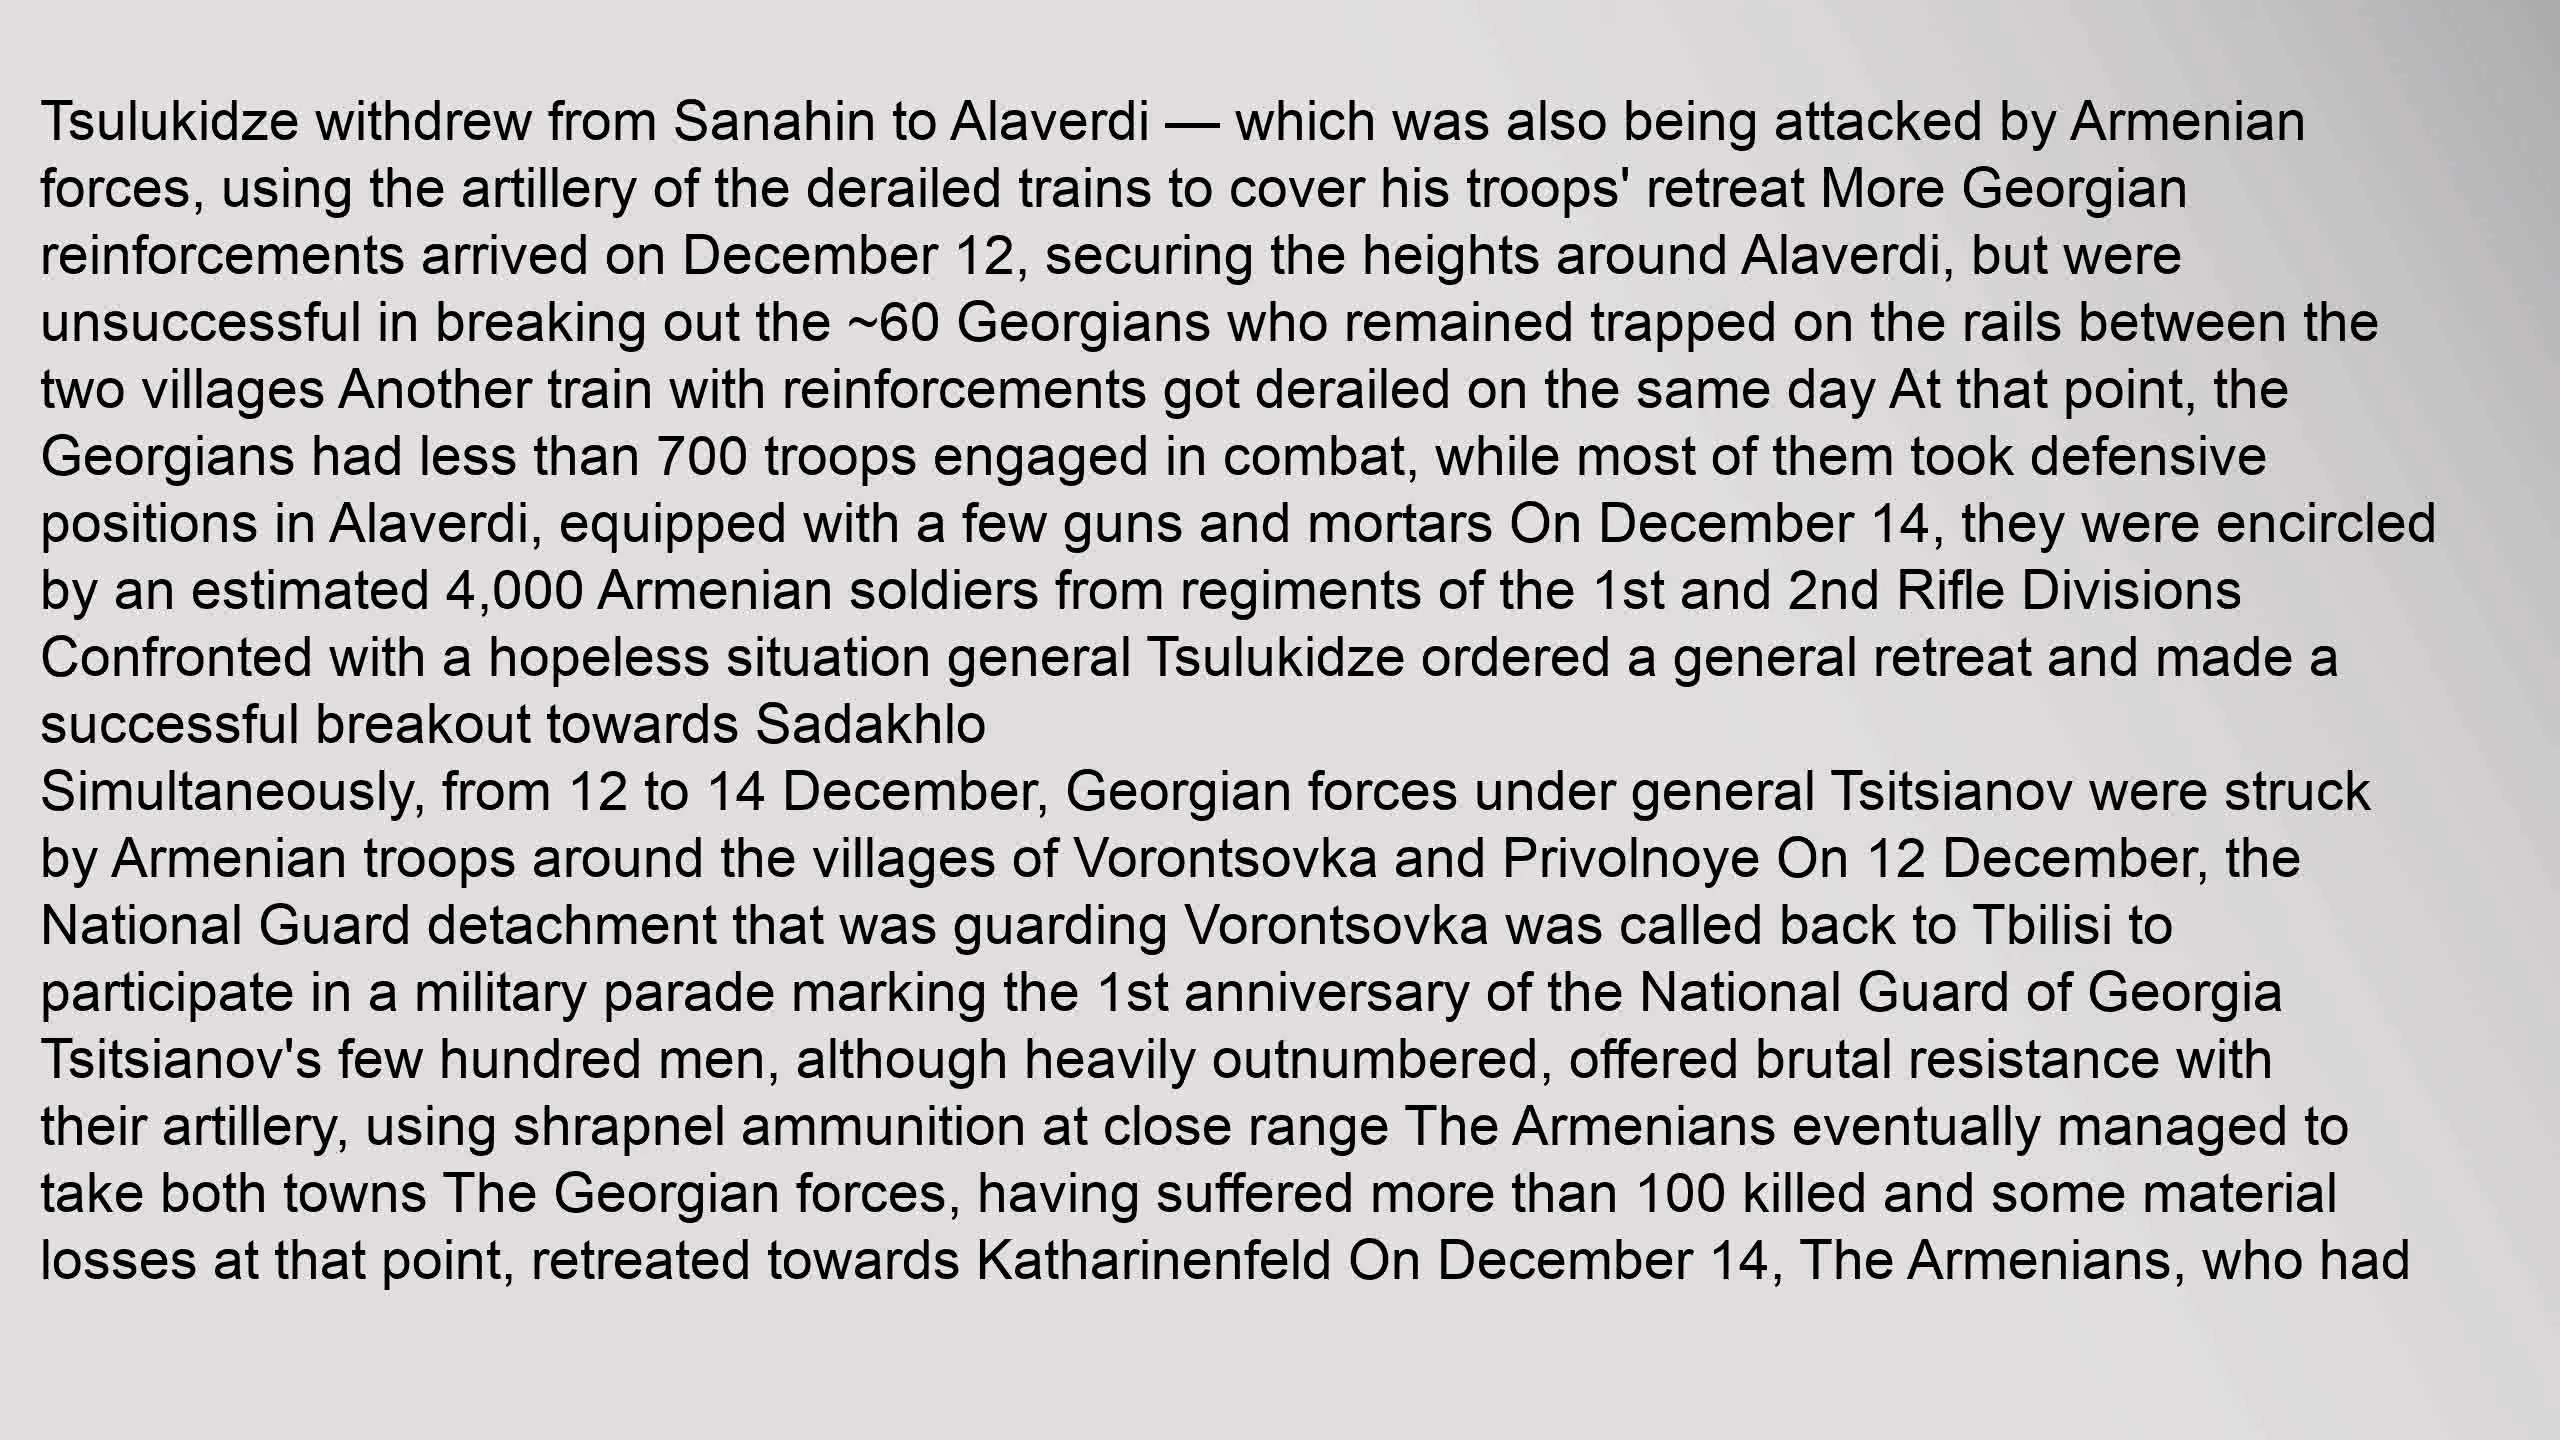 Tsulukidze withdrew from Sanahin to Alaverdi — which was also being attacked by Armenian
forces, using the artillery of the derailed trains to cover his troops' retreat More Georgian
reinforcements arrived on December 12, securing the heights around Alaverdi, but were
unsuccessful in breaking out the ~60 Georgians who remained trapped on the rails between the
two villages Another train with reinforcements got derailed on the same day At that point, the
Georgians had less than 700 troops engaged in combat, while most of them took defensive
positions in Alaverdi, equipped with a few guns and mortars On December 14, they were encircled
by an estimated 4,000 Armenian soldiers from regiments of the 1st and 2nd Rifle Divisions
Confronted with a hopeless situation general Tsulukidze ordered a general retreat and made a
successful breakout towards Sadakhlo
Simultaneously, from 12 to 14 December, Georgian forces under general Tsitsianov were struck
by Armenian troops around the villages of Vorontsovka and Privolnoye On 12 December, the
National Guard detachment that was guarding Vorontsovka was called back to Tbilisi to
participate in a military parade marking the 1st anniversary of the National Guard of Georgia
Tsitsianov's few hundred men, although heavily outnumbered, offered brutal resistance with
their artillery, using shrapnel ammunition at close range The Armenians eventually managed to
take both towns The Georgian forces, having suffered more than 100 killed and some material
losses at that point, retreated towards Katharinenfeld On December 14, The Armenians, who had